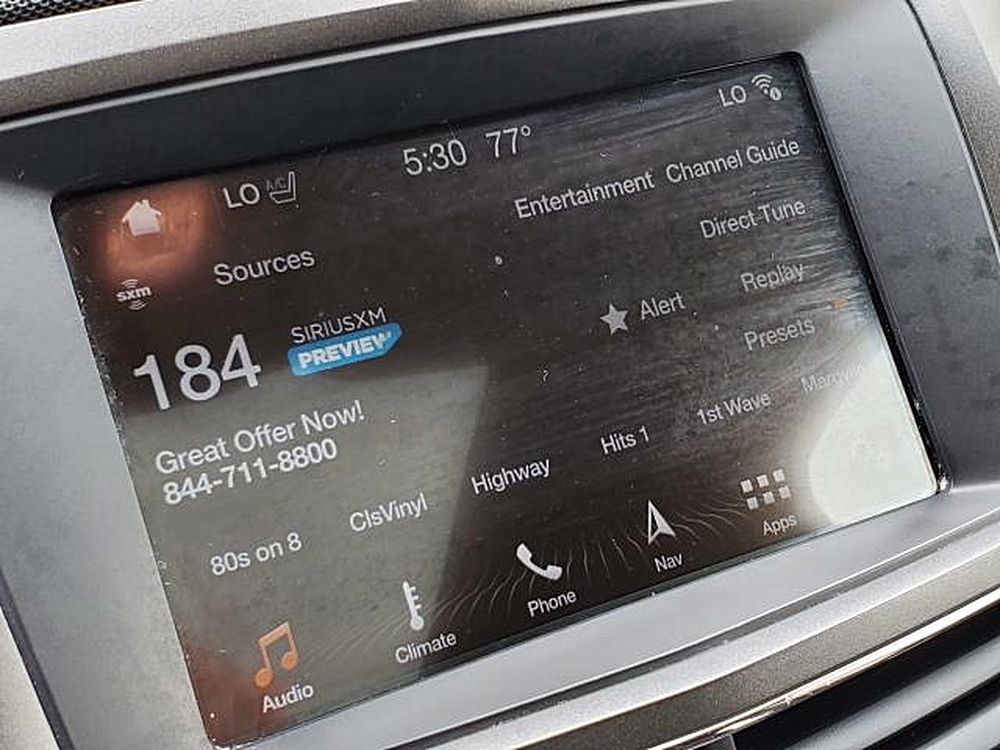 LO A/C 5:30 77° LO
Sources Entertainment Channel Guide
sxm Direct Tune
Replay
184 SIRIUSXM Alert
PREVIEW Presets
Great Offer Now!
844-711-8800
80s on 8 ClsVinyl Highway Hits 1 1st Wave
Audio Climate Phone Nav Apps